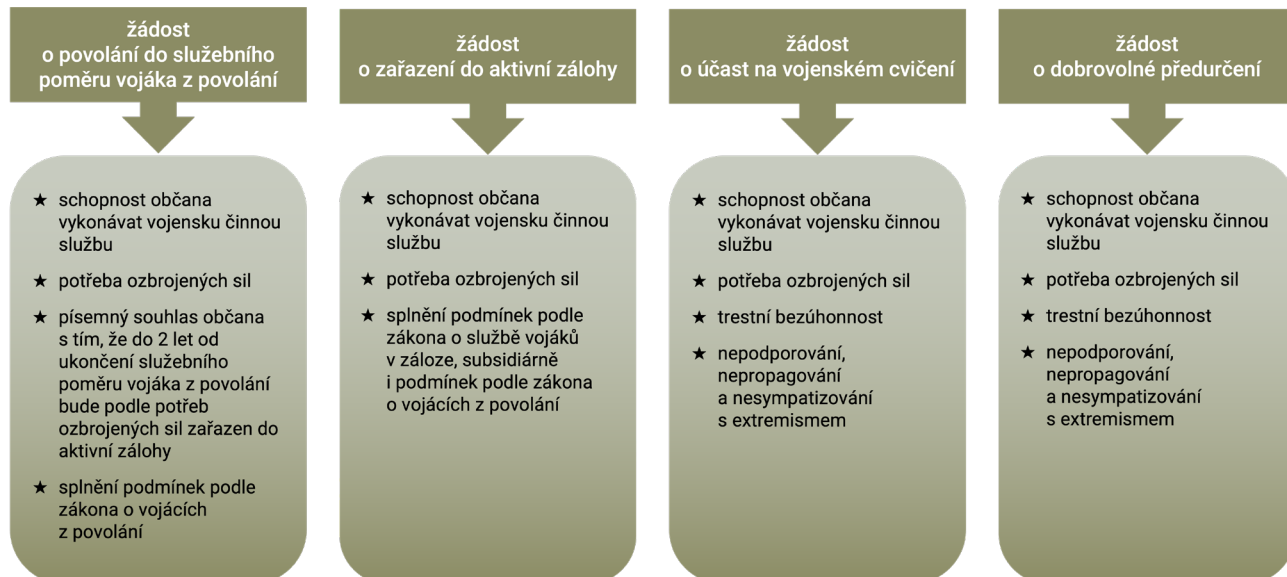 žádost
o povolání do služebního
poměru vojáka z povolání
★ schopnost občana
vykonávat vojensku činnou
službu
★ potřeba ozbrojených sil
★ písemný souhlas občana
s tím, že do 2 let od
ukončení služebního
poměru vojáka z povolání
bude podle potřeb
ozbrojených sil zařazen do
aktivní zálohy
★ splnění podmínek podle
zákona o vojácích
z povolání
žádost
o zařazení do aktivní zálohy
★ schopnost občana
vykonávat vojensku činnou
službu
★ potřeba ozbrojených sil
★ splnění podmínek podle
zákona o službě vojáků
v záloze, subsidiárně
i podmínek podle zákona
o vojácích z povolání
žádost
o účast na vojenském cvičení
★ schopnost občana
vykonávat vojensku činnou
službu
★ potřeba ozbrojených sil
★ trestní bezúhonnost
★ nepodporování,
nepropagování
a nesympatizování
s extremismem
žádost
o dobrovolné předurčení
★ schopnost občana
vykonávat vojensku činnou
službu
★ potřeba ozbrojených sil
★ trestní bezúhonnost
★ nepodporování,
nepropagování
a nesympatizování
s extremismem